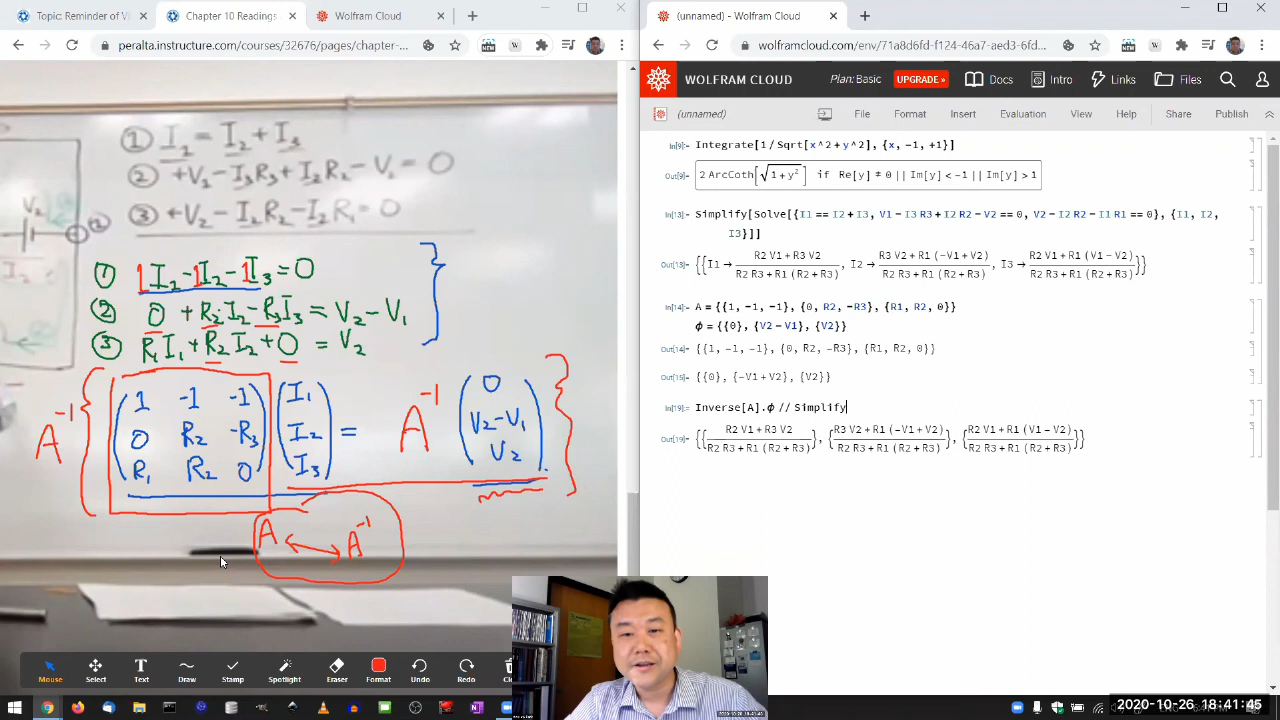 Reminder of Vi
Chapter 10 Readings
Wolfram Cloud
peralta.instructure.com/courses/32676/pages/chapter-
(unnamed) - Wolfram Cloud
wolframcloud.com/env/71a8d6fd-f124-46a7-aed3-0d...
WOLFRAM CLOUD Plan: Basic UPGRADE » Docs Intro Links Files
(unnamed) File Format Insert Evaluation View Help Share Publish
① I₁ = I₂ + I₃
② +V₁ - I₃R₃ + I₂R₂ - V₂ = 0
③ +V₂ - I₂R₂ - I₁R₁ = 0
V₂
②
① 1I₂ - 1I₂ - 1I₃ = 0
② 0 + R₂I₂ - R₃I₃ = V₂ - V₁
③ R₁I₁ + R₂I₂ + 0 = V₂
A⁻¹ { ( 1 -1 -1 ) ( I₁ ) = A⁻¹ ( 0 ) }
( 0 R₂ -R₃ ) ( I₂ ) ( V₂-V₁ )
( R₁ R₂ 0 ) ( I₃ ) ( V₂ )
A ↔ A⁻¹
In[9]:= Integrate[1/Sqrt[x^2+y^2], {x, -1, +1}]
Out[9]= 2 ArcCoth[√(1+y²)] if Re[y] ≠ 0 || Im[y] < -1 || Im[y] > 1
In[13]:= Simplify[Solve[{I1 == I2 + I3, V1 - I3 R3 + I2 R2 - V2 == 0, V2 - I2 R2 - I1 R1 == 0}, {I1, I2,
I3}]]
Out[13]= {{I1 → (R2 V1 + R3 V2)/(R2 R3 + R1 (R2 + R3)), I2 → (R3 V2 + R1 (-V1 + V2))/(R2 R3 + R1 (R2 + R3)), I3 → (R2 V1 + R1 (V1 - V2))/(R2 R3 + R1 (R2 + R3))}}
In[14]:= A = {{1, -1, -1}, {0, R2, -R3}, {R1, R2, 0}}
ϕ = {{0}, {V2 - V1}, {V2}}
Out[14]= {{1, -1, -1}, {0, R2, -R3}, {R1, R2, 0}}
Out[15]= {{0}, {-V1 + V2}, {V2}}
In[19]:= Inverse[A].ϕ // Simplify
Out[19]= {{(R2 V1 + R3 V2)/(R2 R3 + R1 (R2 + R3))}, {(R3 V2 + R1 (-V1 + V2))/(R2 R3 + R1 (R2 + R3))}, {(R2 V1 + R1 (V1 - V2))/(R2 R3 + R1 (R2 + R3))}}
Mouse Select Text Draw Stamp Spotlight Eraser Format Undo Redo
2020-10-26 18:41:45